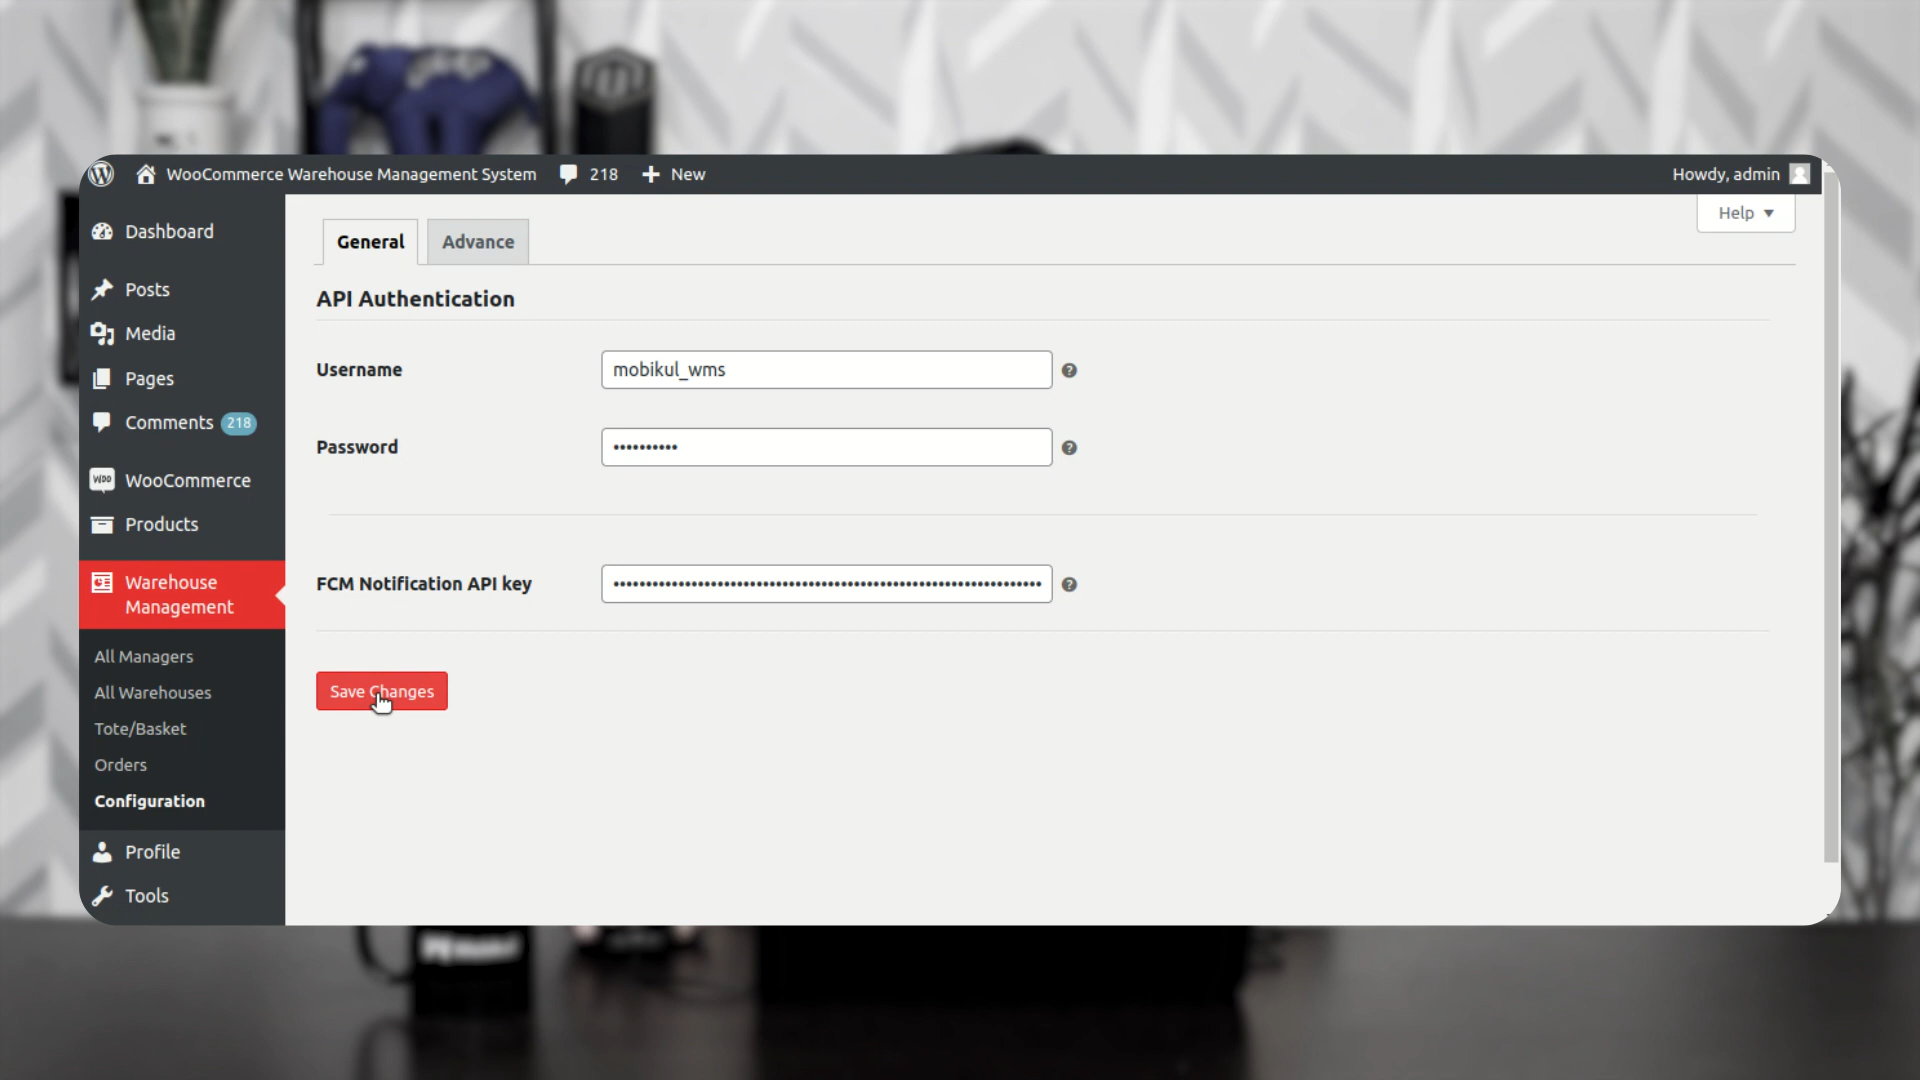 WooCommerce Warehouse Management System 218 New Howdy, admin
Help
Dashboard
Posts
Media
Pages
Comments 218
WooCommerce
Products
Warehouse
Management
All Managers
All Warehouses
Tote/Basket
Orders
Configuration
Profile
Tools
General Advance
API Authentication
Username mobikul_wms
Password ••••••••••
FCM Notification API key
Save Changes